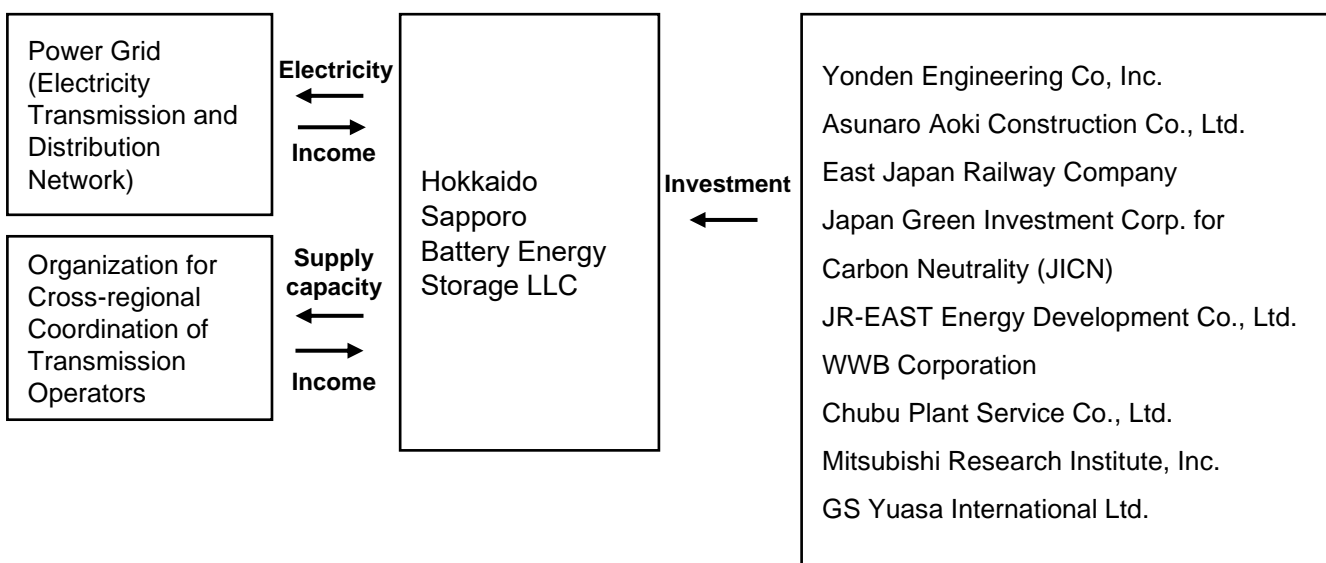 Power Grid
(Electricity
Transmission and
Distribution
Network)
Electricity
Income
Organization for
Cross-regional
Coordination of
Transmission
Operators
Supply
capacity
Income
Hokkaido
Sapporo
Battery Energy
Storage LLC
Investment
Yonden Engineering Co, Inc.
Asunaro Aoki Construction Co., Ltd.
East Japan Railway Company
Japan Green Investment Corp. for
Carbon Neutrality (JICN)
JR-EAST Energy Development Co., Ltd.
WWB Corporation
Chubu Plant Service Co., Ltd.
Mitsubishi Research Institute, Inc.
GS Yuasa International Ltd.